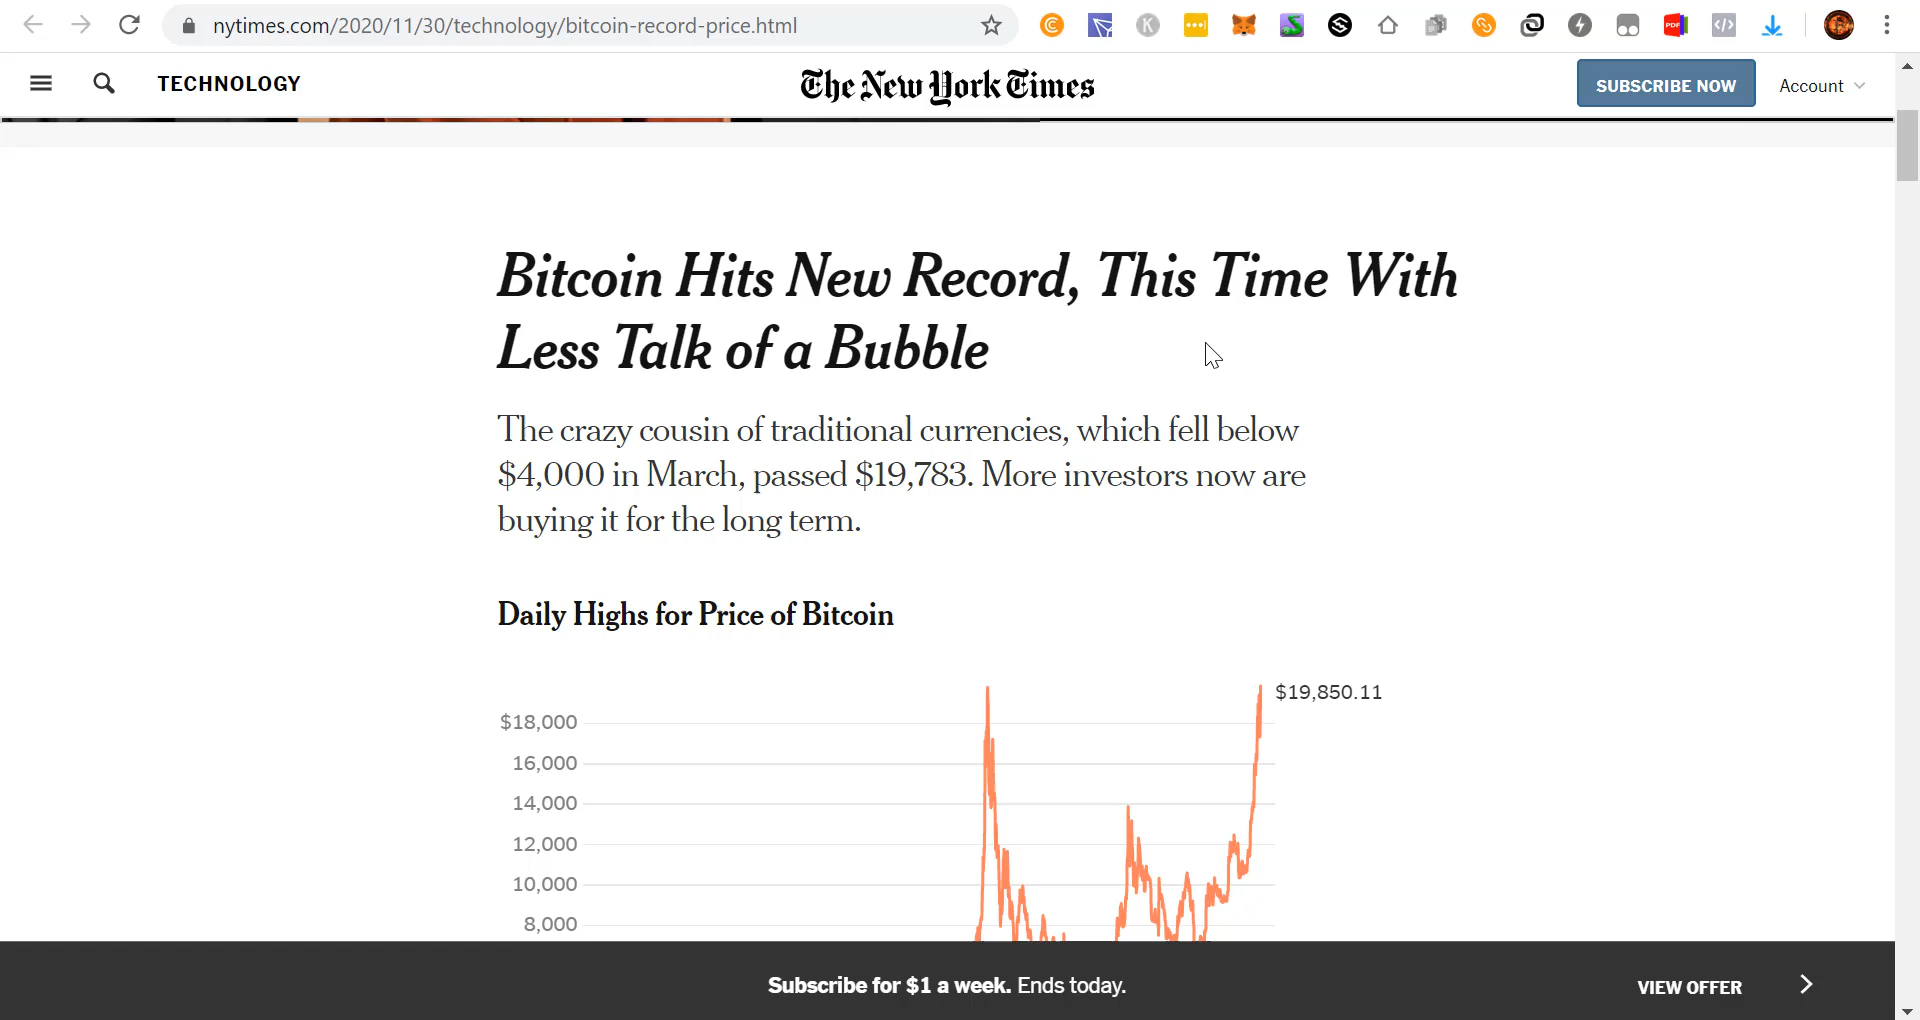 nytimes.com/2020/11/30/technology/bitcoin-record-price.html
TECHNOLOGY
The New York Times
SUBSCRIBE NOW
Account
Bitcoin Hits New Record, This Time With
Less Talk of a Bubble
The crazy cousin of traditional currencies, which fell below
$4,000 in March, passed $19,783. More investors now are
buying it for the long term.
Daily Highs for Price of Bitcoin
$19,850.11
$18,000
16,000
14,000
12,000
10,000
8,000
Subscribe for $1 a week. Ends today.
VIEW OFFER